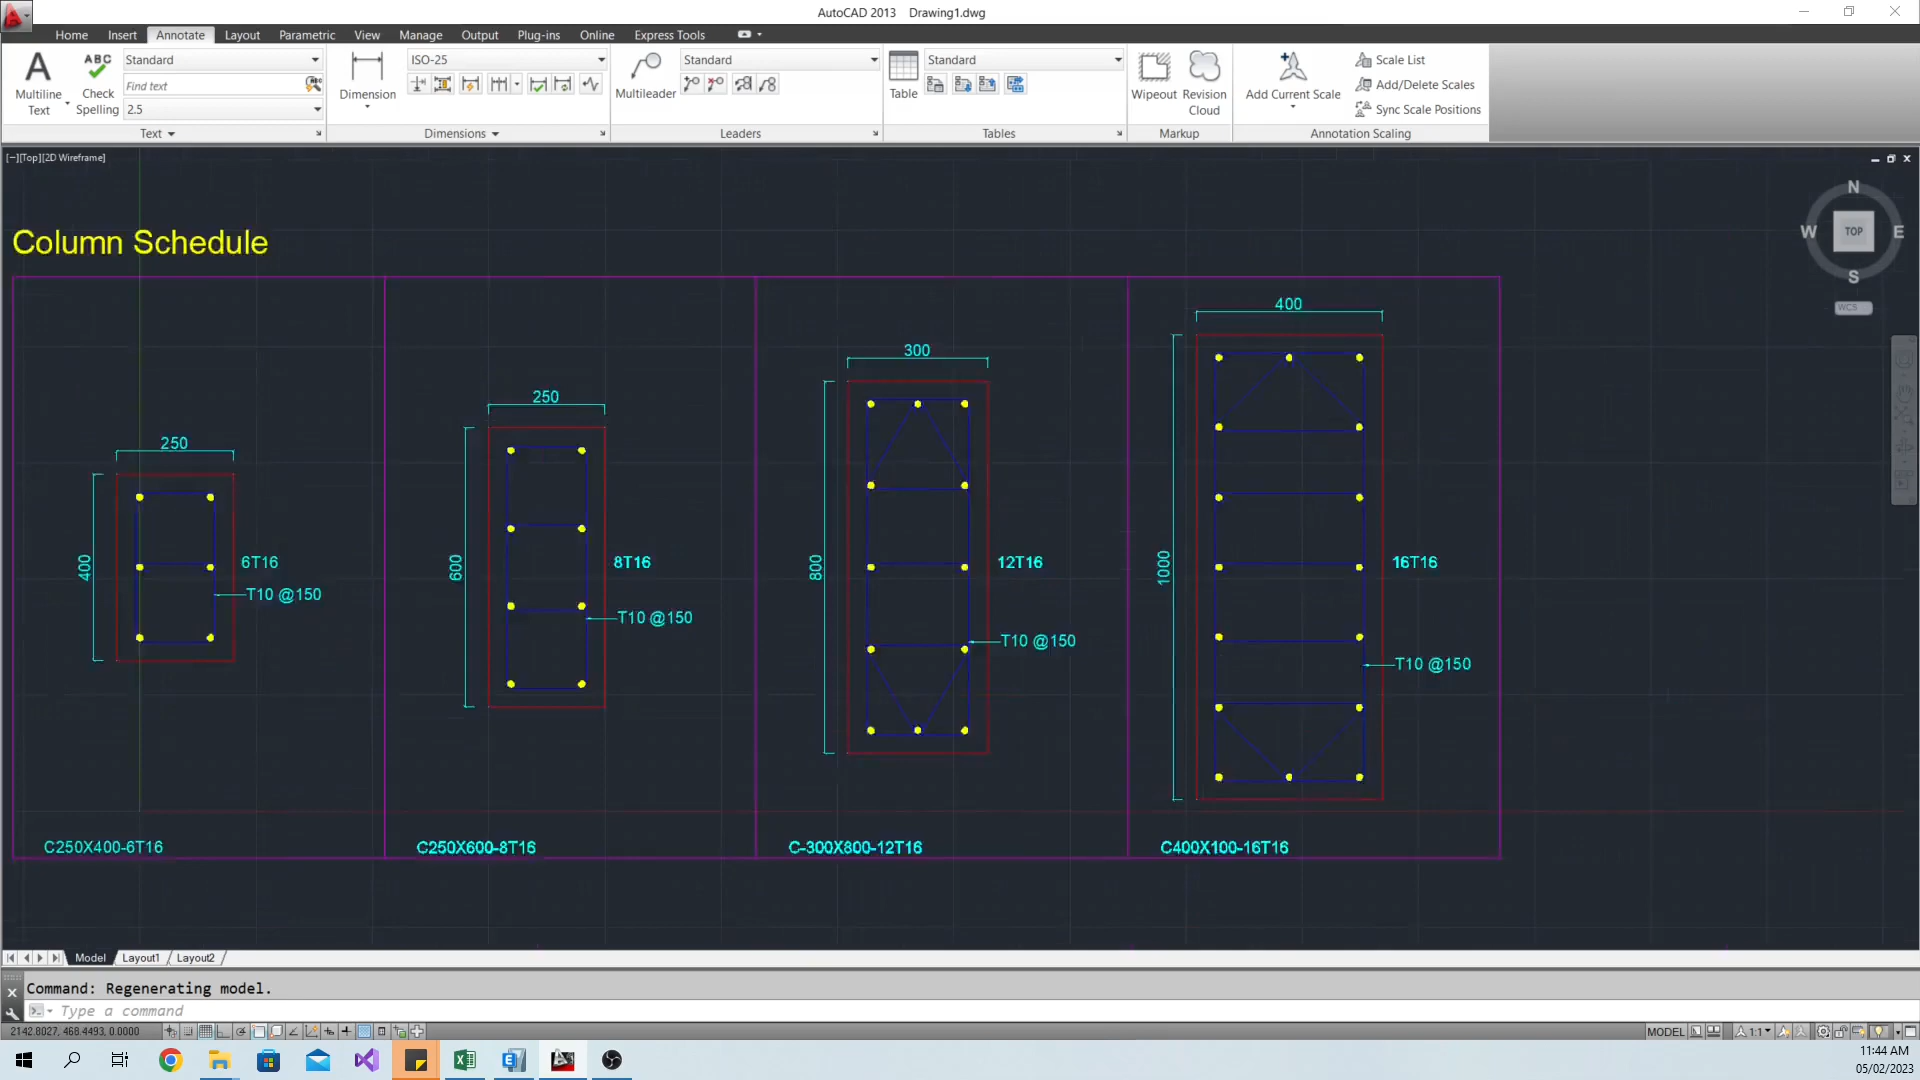 AutoCAD 2013 Drawing1.dwg
Home Insert Annotate Layout Parametric View Manage Output Plug-ins Online Express Tools
Multiline Text
ABC
Check Spelling
Standard
Find text
ABC
2.5
Text
Dimension
ISO-25
Dimensions
Multileader
Standard
Leaders
Table
Standard
Tables
Wipeout
Revision Cloud
Markup
Add Current Scale
Scale List
Add/Delete Scales
Sync Scale Positions
Annotation Scaling
[−][Top][2D Wireframe]
N
W TOP E
S
WCS
Column Schedule
250
400
6T16
T10 @150
C250X400-6T16
250
600
8T16
T10 @150
C250X600-8T16
300
800
12T16
T10 @150
C-300X800-12T16
400
1000
16T16
T10 @150
C400X100-16T16
Model Layout1 Layout2
Command: Regenerating model.
Type a command
2142.8027, 468.4493, 0.0000
MODEL
1:1
11:44 AM
05/02/2023